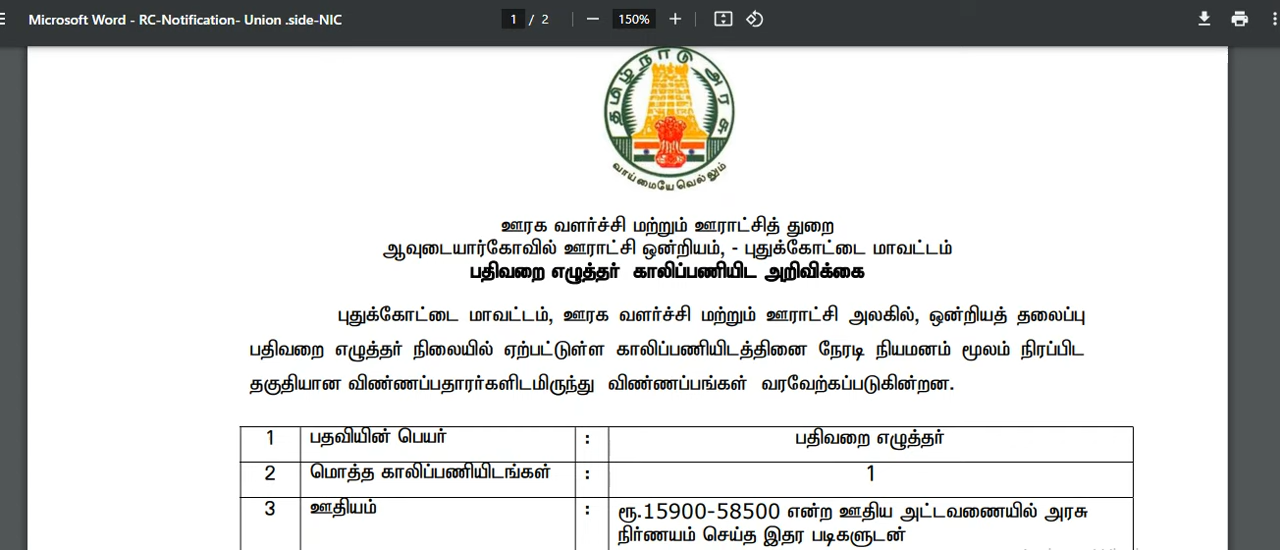 Microsoft Word - RC-Notification- Union .side-NIC
1 / 2
150%
தமிழ்நாடு அரசு
வாய்மையே வெல்லும்
ஊரக வளர்ச்சி மற்றும் ஊராட்சித் துறை
ஆவுடையார்கோவில் ஊராட்சி ஒன்றியம், - புதுக்கோட்டை மாவட்டம்
பதிவறை எழுத்தர் காலிப்பணியிட அறிவிக்கை
புதுக்கோட்டை மாவட்டம், ஊரக வளர்ச்சி மற்றும் ஊராட்சி அலகில், ஒன்றியத் தலைப்பு
பதிவறை எழுத்தர் நிலையில் ஏற்பட்டுள்ள காலிப்பணியிடத்தினை நேரடி நியமனம் மூலம் நிரப்பிட
தகுதியான விண்ணப்பதாரர்களிடமிருந்து விண்ணப்பங்கள் வரவேற்கப்படுகின்றன.
1 பதவியின் பெயர் : பதிவறை எழுத்தர்
2 மொத்த காலிப்பணியிடங்கள் : 1
3 ஊதியம் : ரூ.15900-58500 என்ற ஊதிய அட்டவணையில் அரசு
நிர்ணயம் செய்த இதர படிகளுடன்